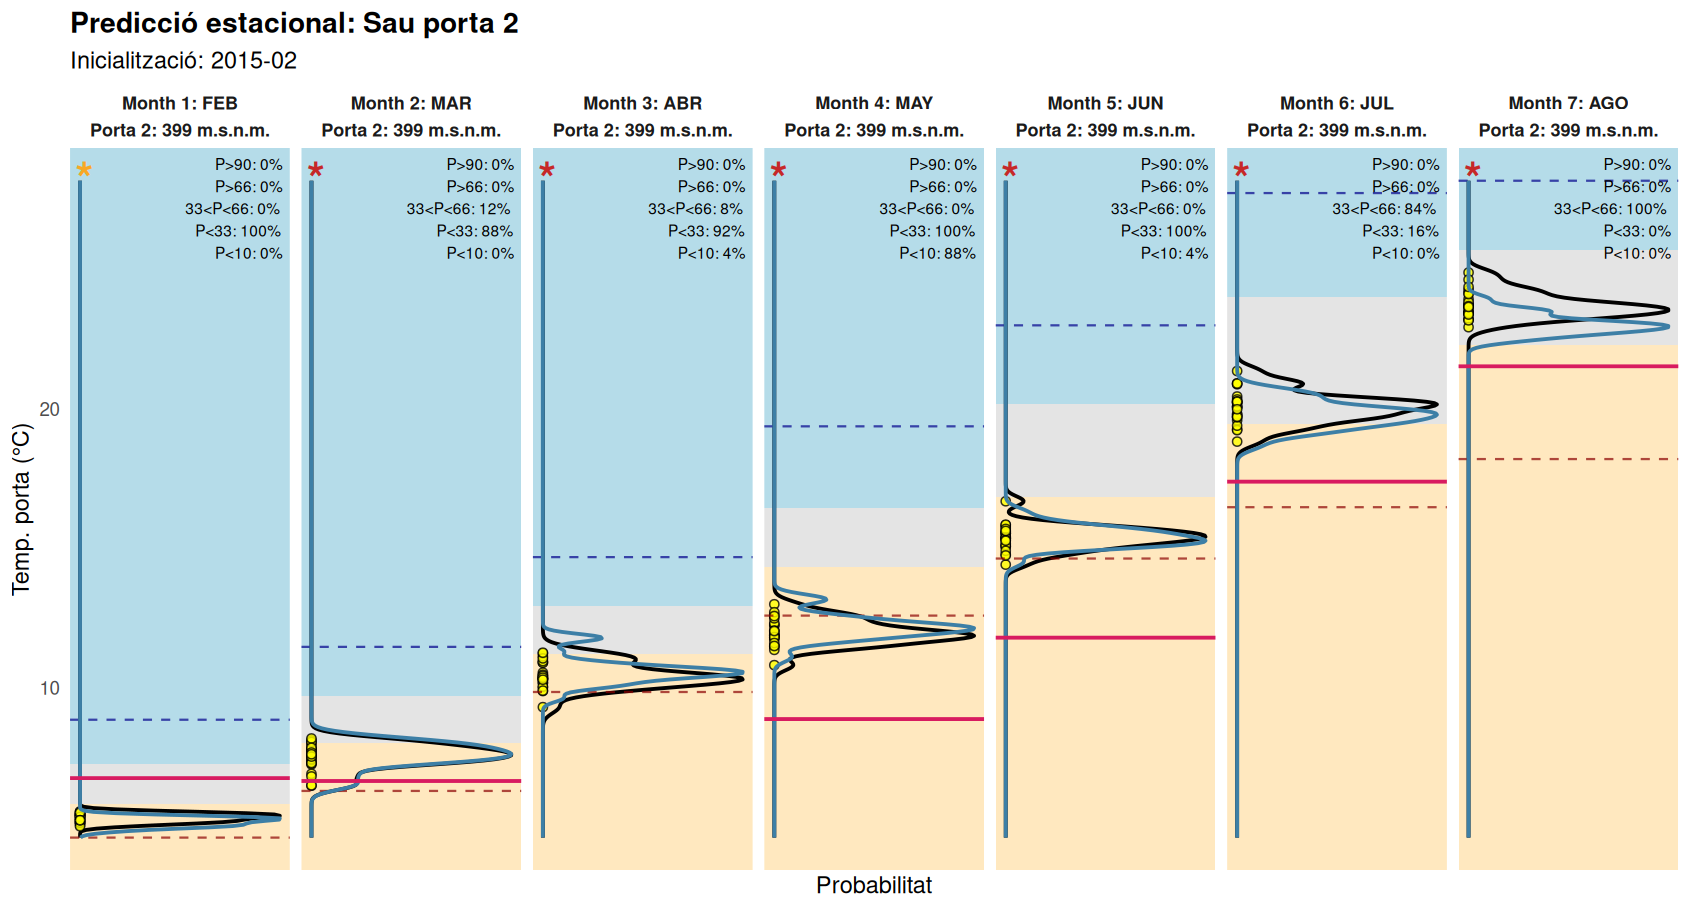 Predicció estacional: Sau porta 2
Inicialització: 2015-02
Month 1: FEB
Porta 2: 399 m.s.n.m.
Month 2: MAR
Porta 2: 399 m.s.n.m.
Month 3: ABR
Porta 2: 399 m.s.n.m.
Month 4: MAY
Porta 2: 399 m.s.n.m.
Month 5: JUN
Porta 2: 399 m.s.n.m.
Month 6: JUL
Porta 2: 399 m.s.n.m.
Month 7: AGO
Porta 2: 399 m.s.n.m.
*
P>90: 0%
P>66: 0%
33<P<66: 0%
P<33: 100%
P<10: 0%
*
P>90: 0%
P>66: 0%
33<P<66: 12%
P<33: 88%
P<10: 0%
*
P>90: 0%
P>66: 0%
33<P<66: 8%
P<33: 92%
P<10: 4%
*
P>90: 0%
P>66: 0%
33<P<66: 0%
P<33: 100%
P<10: 88%
*
P>90: 0%
P>66: 0%
33<P<66: 0%
P<33: 100%
P<10: 4%
*
P>90: 0%
P>66: 0%
33<P<66: 84%
P<33: 16%
P<10: 0%
*
P>90: 0%
P>66: 0%
33<P<66: 100%
P<33: 0%
P<10: 0%
Temp. porta (°C)
20
10
Probabilitat